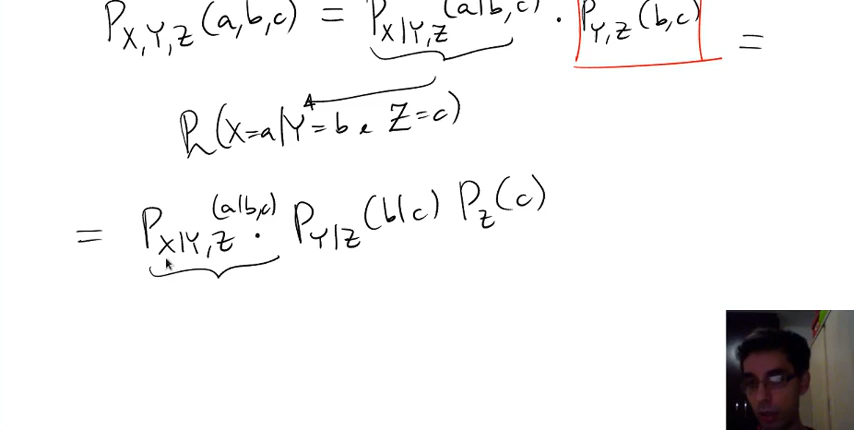 P_{X,Y,Z}(a,b,c) = P_{X|Y,Z}(a|b,c) · P_{Y,Z}(b,c) =
Pr(X=a|Y=b e Z=c)
= P_{X|Y,Z}(a|b,c) · P_{Y|Z}(b|c) P_Z(c)